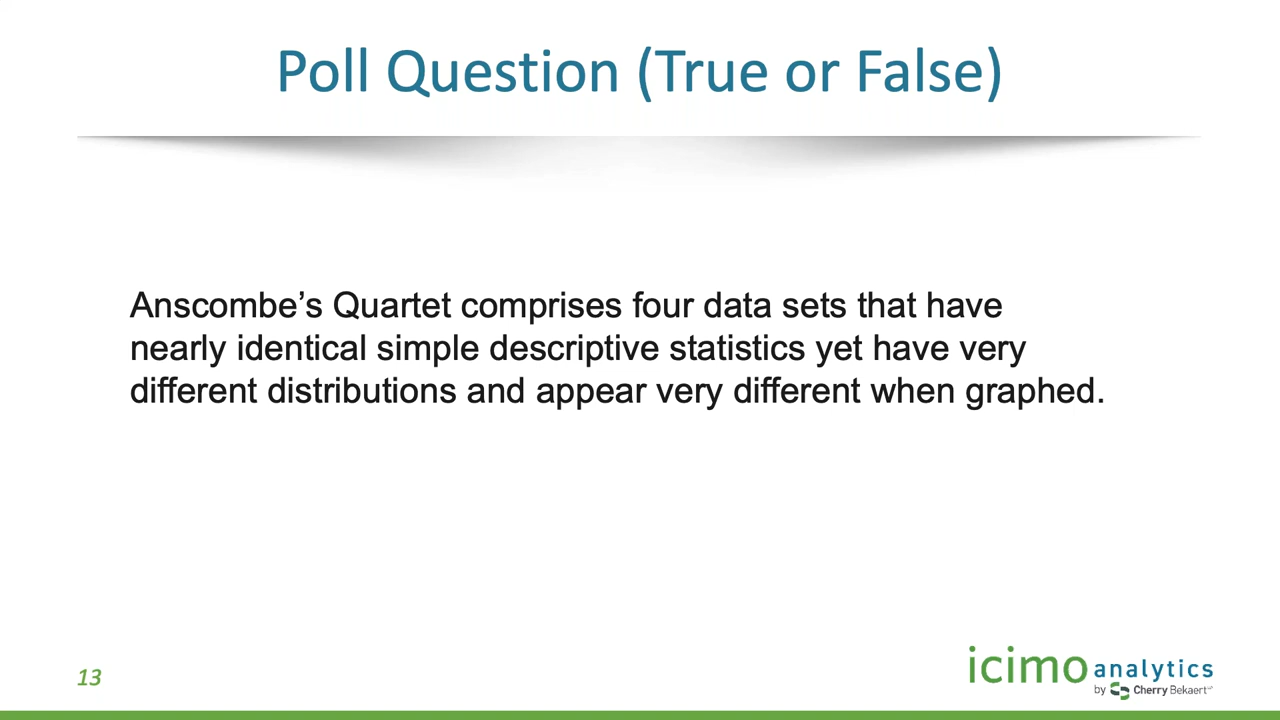 Poll Question (True or False)
Anscombe’s Quartet comprises four data sets that have
nearly identical simple descriptive statistics yet have very
different distributions and appear very different when graphed.
13
icimo analytics
by Cherry Bekaert